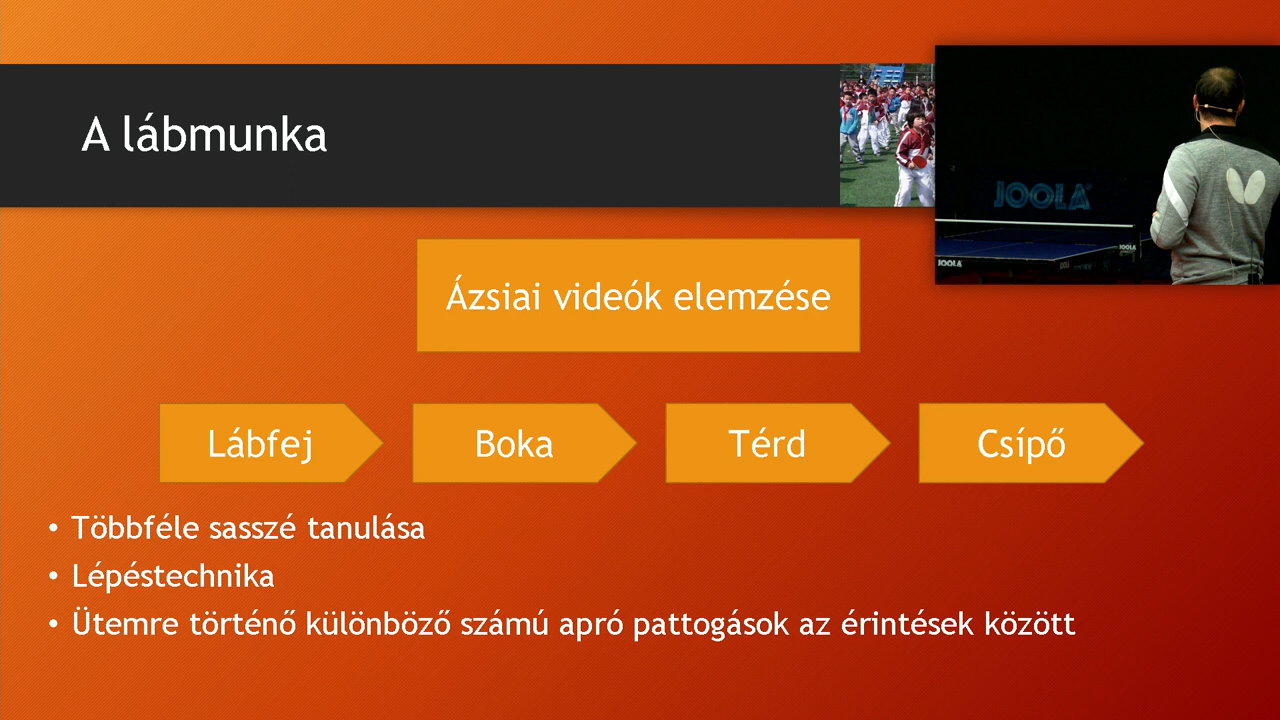 A lábmunka
JOOLA
JOOLA
JOOLA
Ázsiai videók elemzése
Lábfej
Boka
Térd
Csípő
• Többféle sasszé tanulása
• Lépéstechnika
• Ütemre történő különböző számú apró pattogások az érintések között